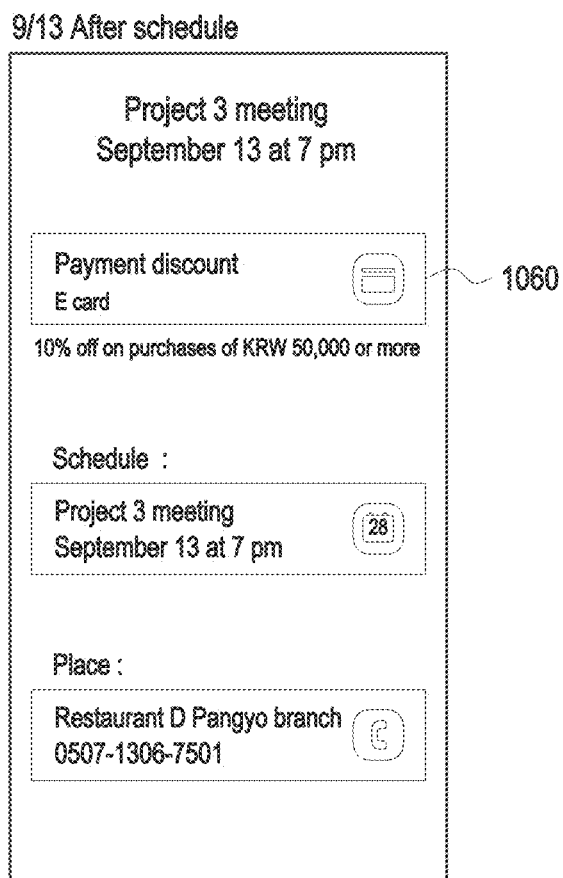 9/13 After schedule
Project 3 meeting
September 13 at 7 pm
Payment discount
E card
1060
10% off on purchases of KRW 50,000 or more
Schedule :
Project 3 meeting
September 13 at 7 pm
28
Place :
Restaurant D Pangyo branch
0507-1306-7501